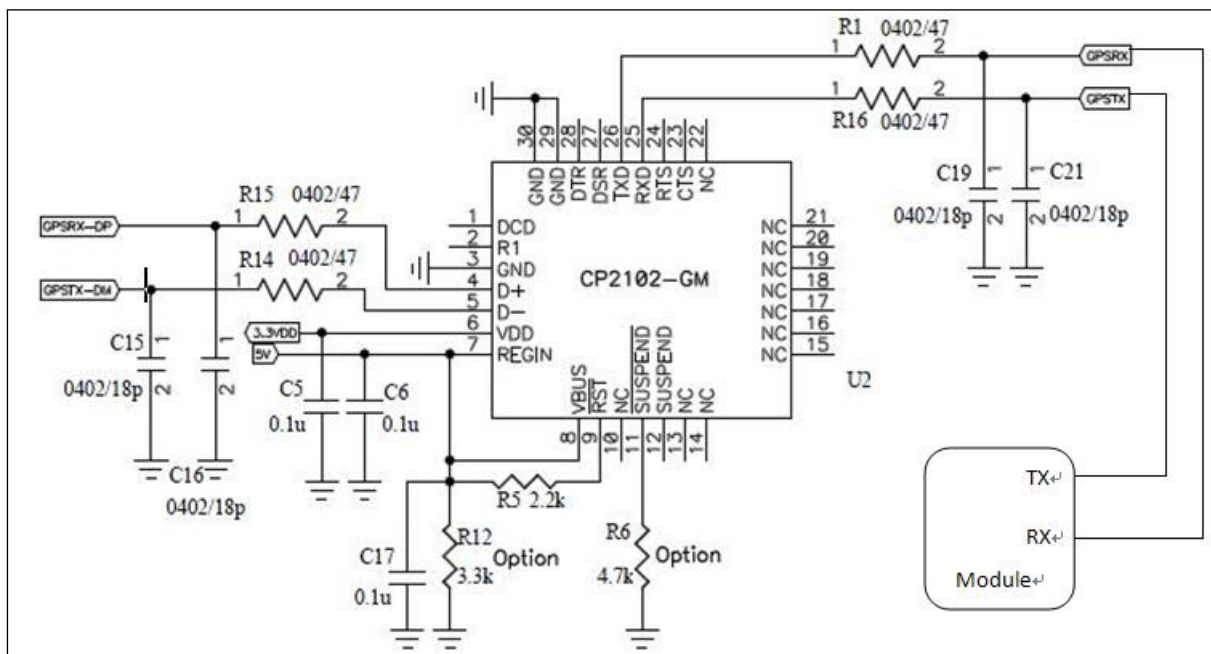 R1 0402/47
1 2
GPSRX
1 2
GPSTX
R16 0402/47
30 29 28 27 26 25 24 23 22
GND GND DTR DSR TXD RXD RTS CTS NC
C19 1 2
0402/18p
C21 1 2
0402/18p
R15 0402/47
GPSRX-DP
1 2
R14 0402/47
GPSTX-DM
1 2
1 DCD
2 R1
3 GND
4 D+
5 D-
6 VDD
7 REGIN
CP2102-GM
NC 21
NC 20
NC 19
NC 18
NC 17
NC 16
NC 15
U2
3.3VDD
5V
C15 1 2
0402/18p
1 2
C16
0402/18p
C5
0.1u
C6
0.1u
VBUS RST NC SUSPEND SUSPEND NC NC
8 9 10 11 12 13 14
R5 2.2k
C17
0.1u
R12
3.3k
Option
R6
4.7k
Option
TX↵
RX↵
Module↵